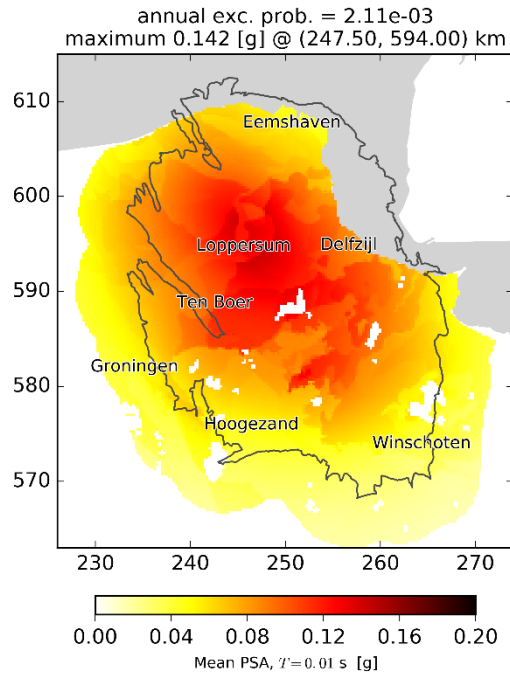 annual exc. prob. = 2.11e-03
maximum 0.142 [g] @ (247.50, 594.00) km
610
Eemshaven
600
Loppersum
Delfzijl
590
Ten Boer
Groningen
580
Hoogezand
Winschoten
570
230 240 250 260 270
0.00 0.04 0.08 0.12 0.16 0.20
Mean PSA, T=0.01 s [g]